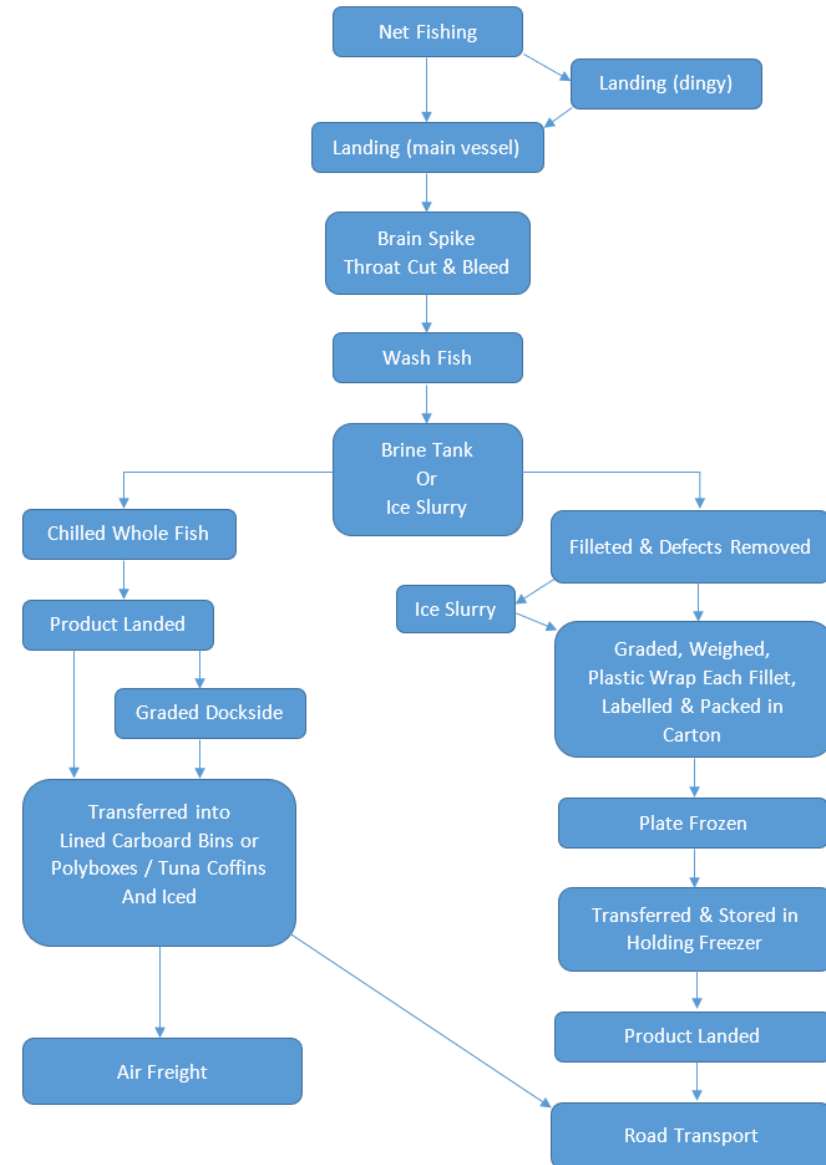 Net Fishing
Landing (dingy)
Landing (main vessel)
Brain Spike
Throat Cut & Bleed
Wash Fish
Brine Tank
Or
Ice Slurry
Chilled Whole Fish
Product Landed
Graded Dockside
Transferred into
Lined Carboard Bins or
Polyboxes / Tuna Coffins
And Iced
Air Freight
Filleted & Defects Removed
Ice Slurry
Graded, Weighed,
Plastic Wrap Each Fillet,
Labelled & Packed in
Carton
Plate Frozen
Transferred & Stored in
Holding Freezer
Product Landed
Road Transport